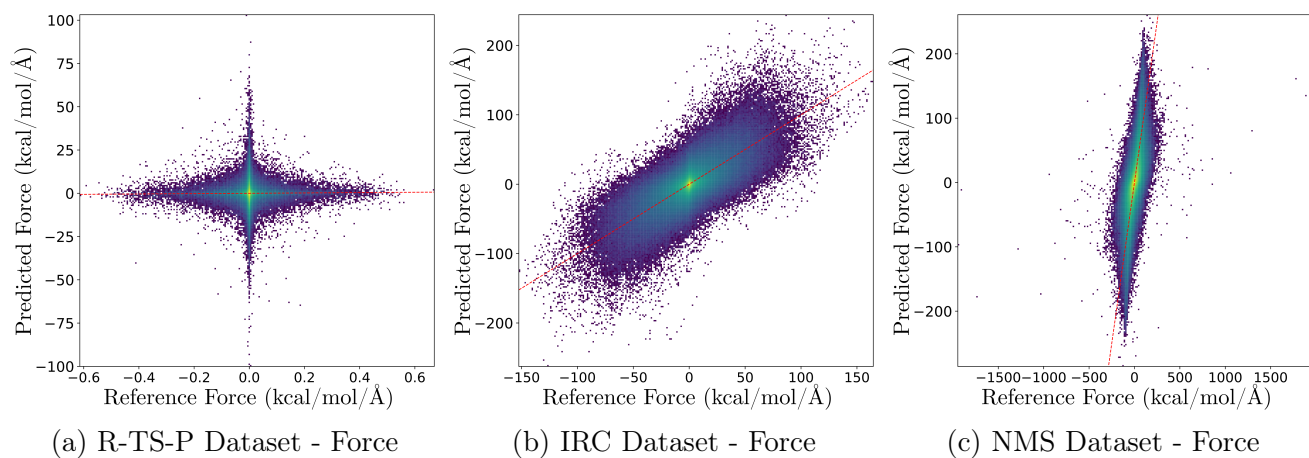 Predicted Force (kcal/mol/Å)
100
75
50
25
0
−25
−50
−75
−100
−0.6 −0.4 −0.2 0.0 0.2 0.4 0.6
Reference Force (kcal/mol/Å)
(a) R-TS-P Dataset - Force
Predicted Force (kcal/mol/Å)
200
100
0
−100
−200
−150 −100 −50 0 50 100 150
Reference Force (kcal/mol/Å)
(b) IRC Dataset - Force
Predicted Force (kcal/mol/Å)
200
100
0
−100
−200
−1500 −1000 −500 0 500 1000 1500
Reference Force (kcal/mol/Å)
(c) NMS Dataset - Force